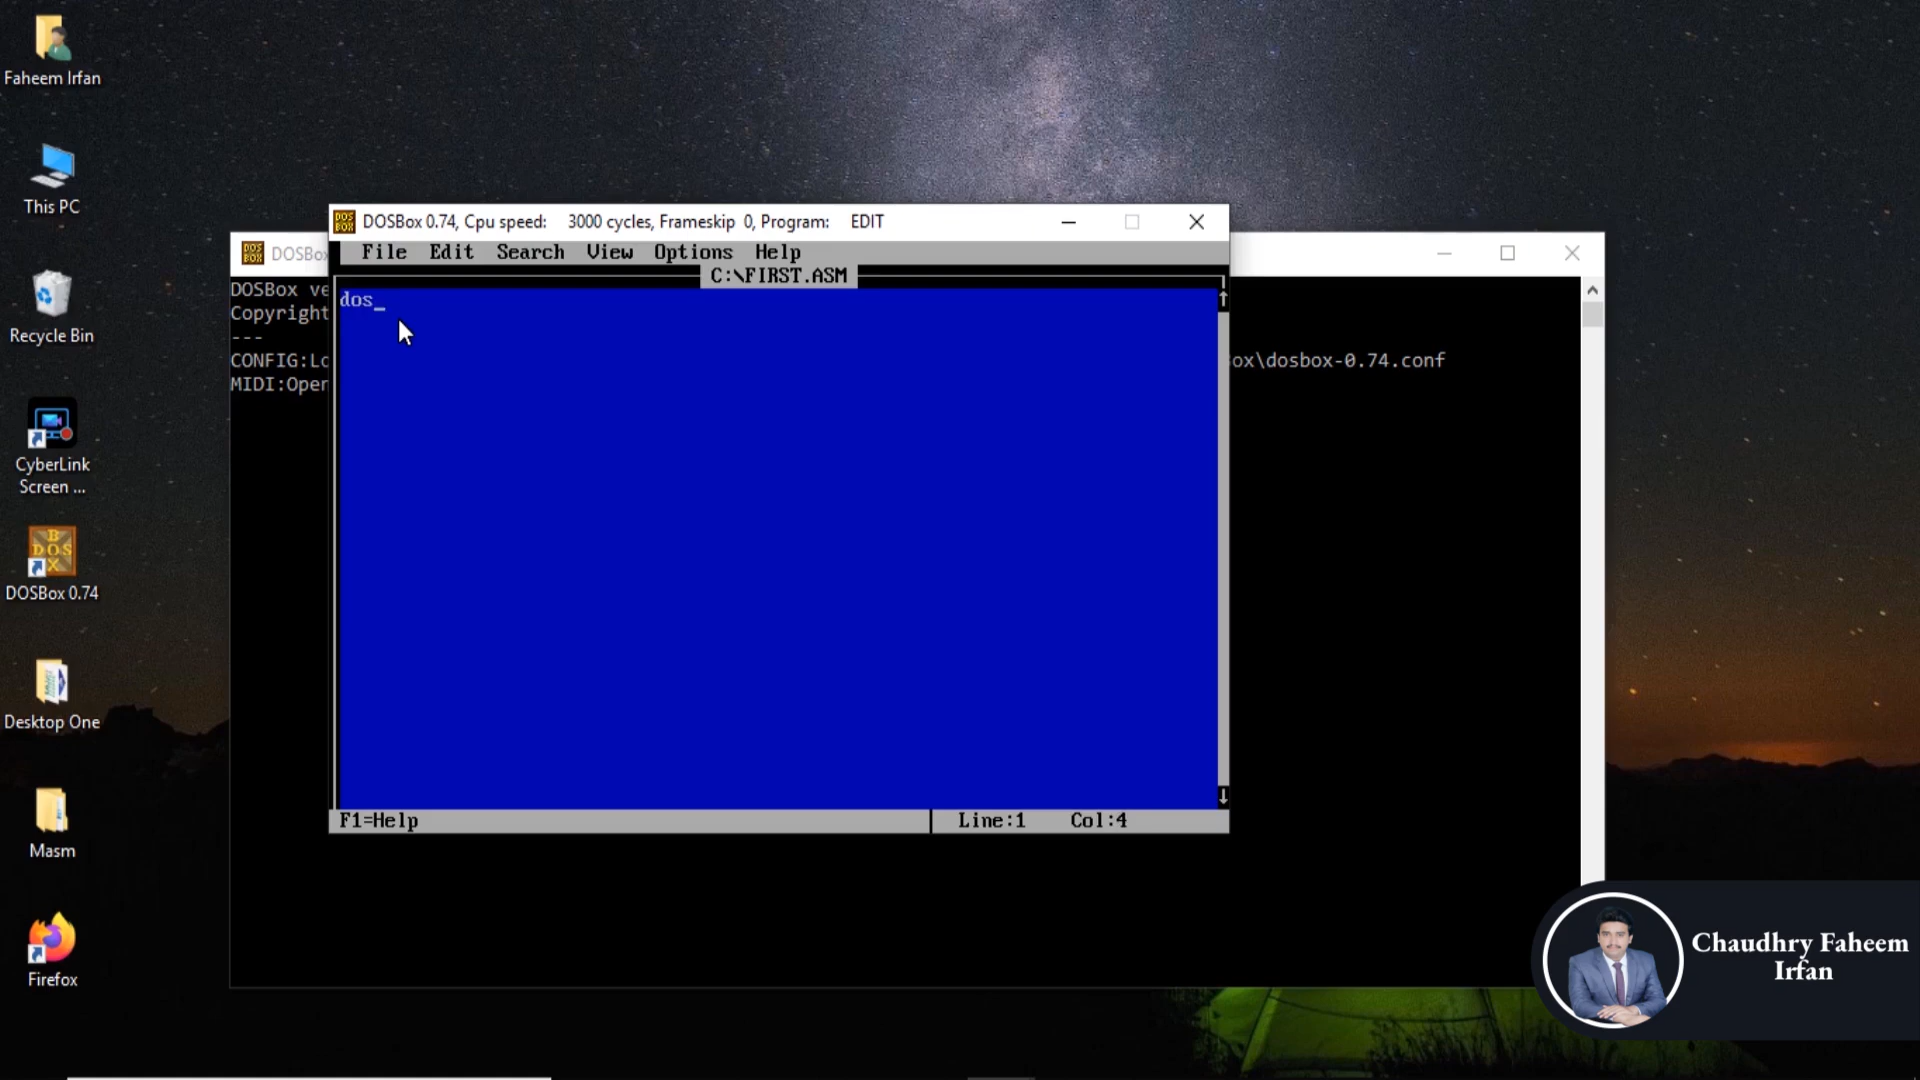 Faheem Irfan
This PC
Recycle Bin
CyberLink
Screen ...
DOSBox 0.74
Desktop One
Masm
Firefox
DOSBox
DOSBox ve
Copyright
---
CONFIG:Lo
ox\dosbox-0.74.conf
MIDI:Open
DOSBox 0.74, Cpu speed: 3000 cycles, Frameskip 0, Program: EDIT
File Edit Search View Options Help
C:\FIRST.ASM
dos_
F1=Help
Line:1 Col:4
Chaudhry Faheem
Irfan